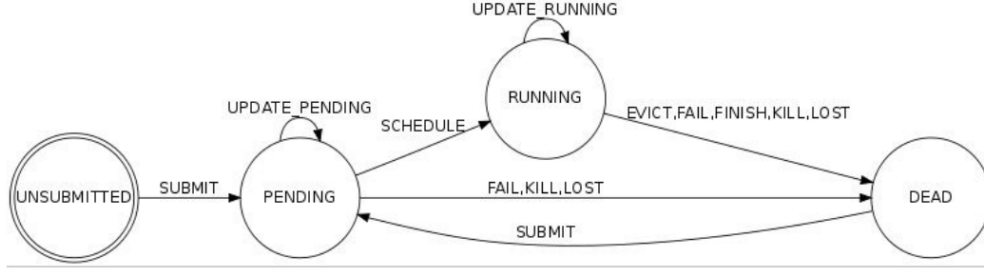 UPDATE_RUNNING
RUNNING
UPDATE_PENDING
SCHEDULE
EVICT,FAIL,FINISH,KILL,LOST
UNSUBMITTED
SUBMIT
PENDING
FAIL,KILL,LOST
DEAD
SUBMIT